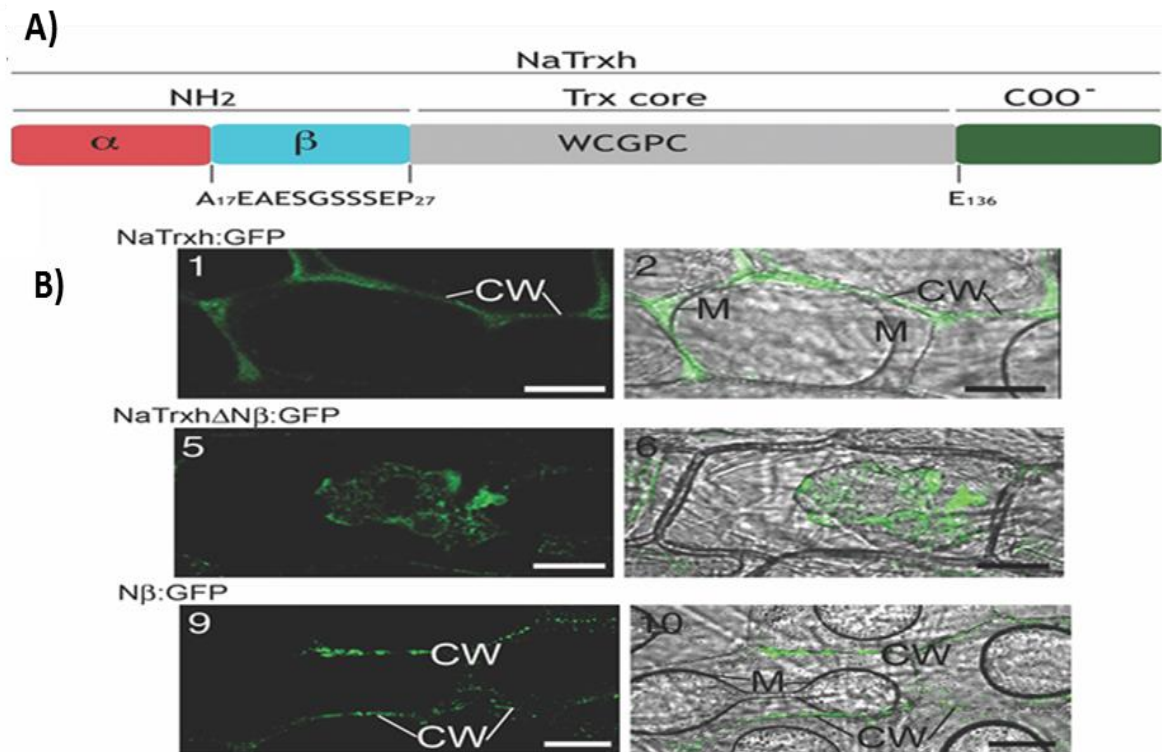 A)
NaTrxh
NH2 Trx core COO⁻
α β WCGPC
A₁₇EAESGSSSEP₂₇ E₁₃₆
NaTrxh:GFP
B)
1 CW 2 CW
M M
NaTrxhΔNβ:GFP
5 6
Nβ:GFP
9 10
CW CW
M
CW CW